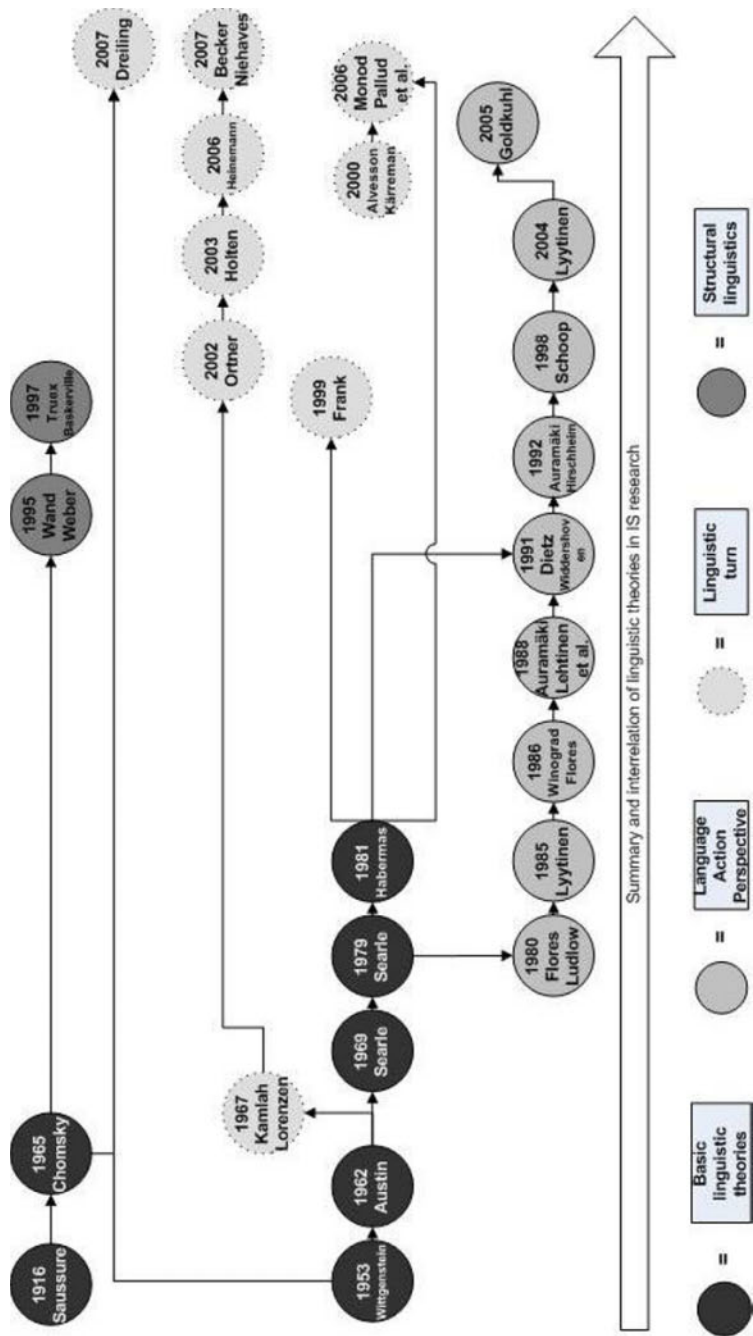 1916
Saussure
1965
Chomsky
1995
Wand
Weber
1997
Truex
Baskerville
2007
Dreiling
1967
Kamlah
Lorenzen
2002
Ortner
2003
Holten
2006
Heinemann
2007
Becker
Niehaves
1953
Wittgenstein
1962
Austin
1969
Searle
1979
Searle
1981
Habermas
1999
Frank
2000
Alvesson
Kärreman
2006
Monod
Pallud
et al.
1980
Flores
Ludlow
1985
Lyytinen
1986
Winograd
Flores
1988
Auramäki
Lehtinen
et al.
1991
Dietz
Widdershov
en
1992
Auramäki
Hirschheim
1998
Schoop
2004
Lyytinen
2005
Goldkuhl
Summary and interrelation of linguistic theories in IS research
=
Basic
linguistic
theories
=
Language
Action
Perspective
=
Linguistic
turn
=
Structural
linguistics